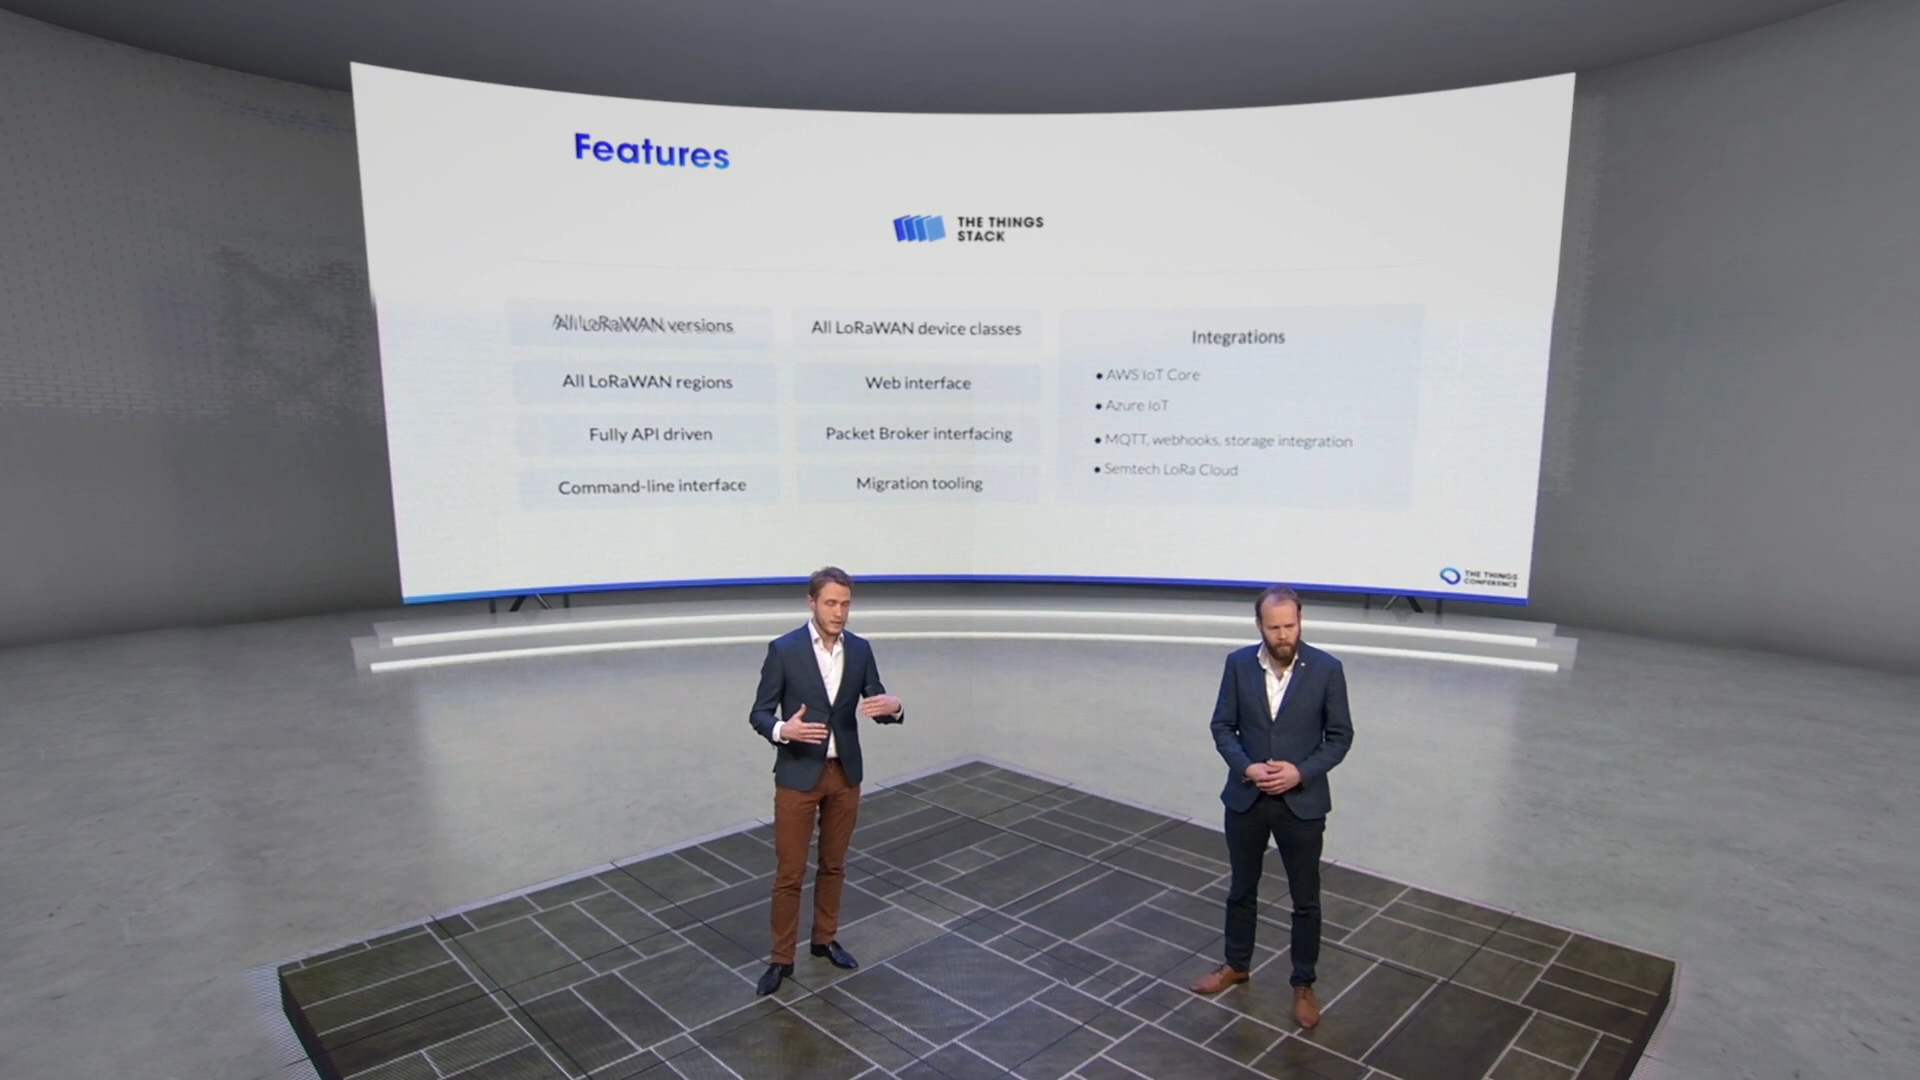 Features
THE THINGS
STACK
All LoRaWAN versions
All LoRaWAN regions
Fully API driven
Command-line interface
All LoRaWAN device classes
Web interface
Packet Broker interfacing
Migration tooling
Integrations
• AWS IoT Core
• Azure IoT
• MQTT, webhooks, storage integration
• Semtech LoRa Cloud
THE THINGS
CONFERENCE